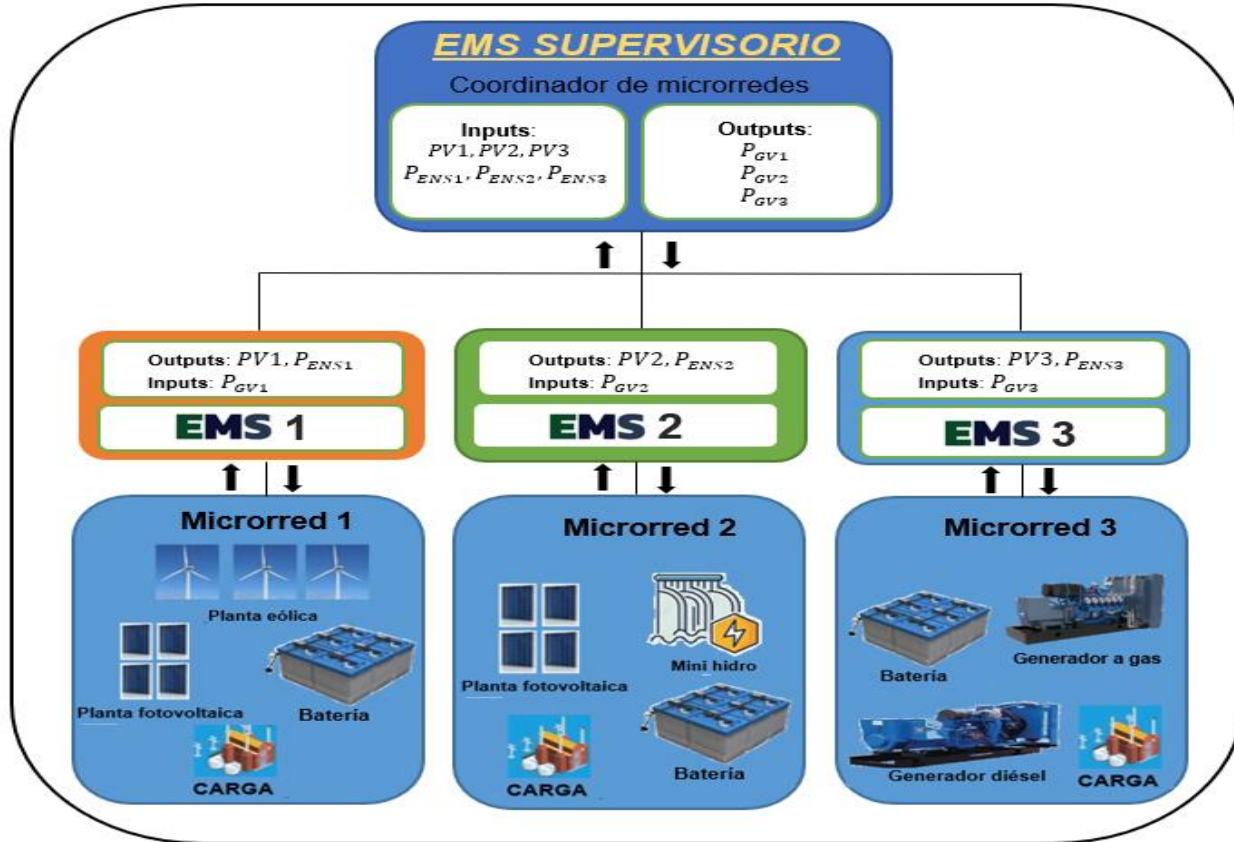 EMS SUPERVISORIO
Coordinador de microrredes
Inputs:
PV1, PV2, PV3
P_ENS1, P_ENS2, P_ENS3
Outputs:
P_GV1
P_GV2
P_GV3
Outputs: PV1, P_ENS1
Inputs: P_GV1
EMS 1
Outputs: PV2, P_ENS2
Inputs: P_GV2
EMS 2
Outputs: PV3, P_ENS3
Inputs: P_GV3
EMS 3
Microrred 1
Planta eólica
Planta fotovoltaica
Batería
CARGA
Microrred 2
Planta fotovoltaica
Mini hidro
CARGA
Batería
Microrred 3
Batería
Generador a gas
Generador diésel
CARGA